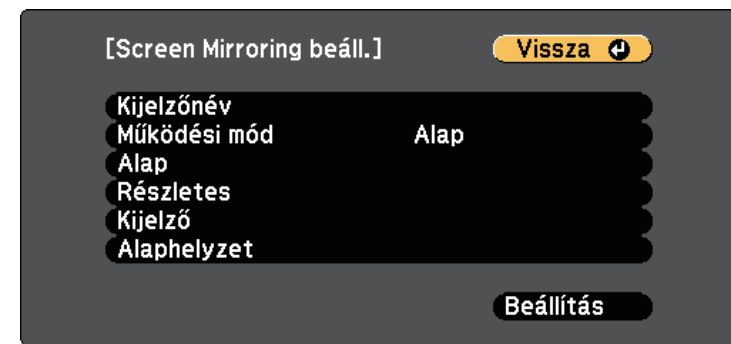 [Screen Mirroring beáll.] Vissza
Kijelzőnév
Működési mód Alap
Alap
Részletes
Kijelző
Alaphelyzet
Beállítás